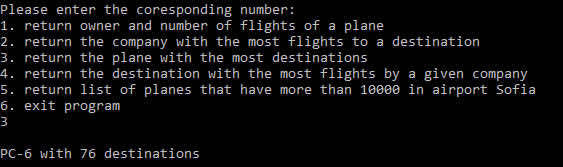 Please enter the coresponding number:
1. return owner and number of flights of a plane
2. return the company with the most flights to a destination
3. return the plane with the most destinations
4. return the destination with the most flights by a given company
5. return list of planes that have more than 10000 in airport Sofia
6. exit program
3
PC-6 with 76 destinations